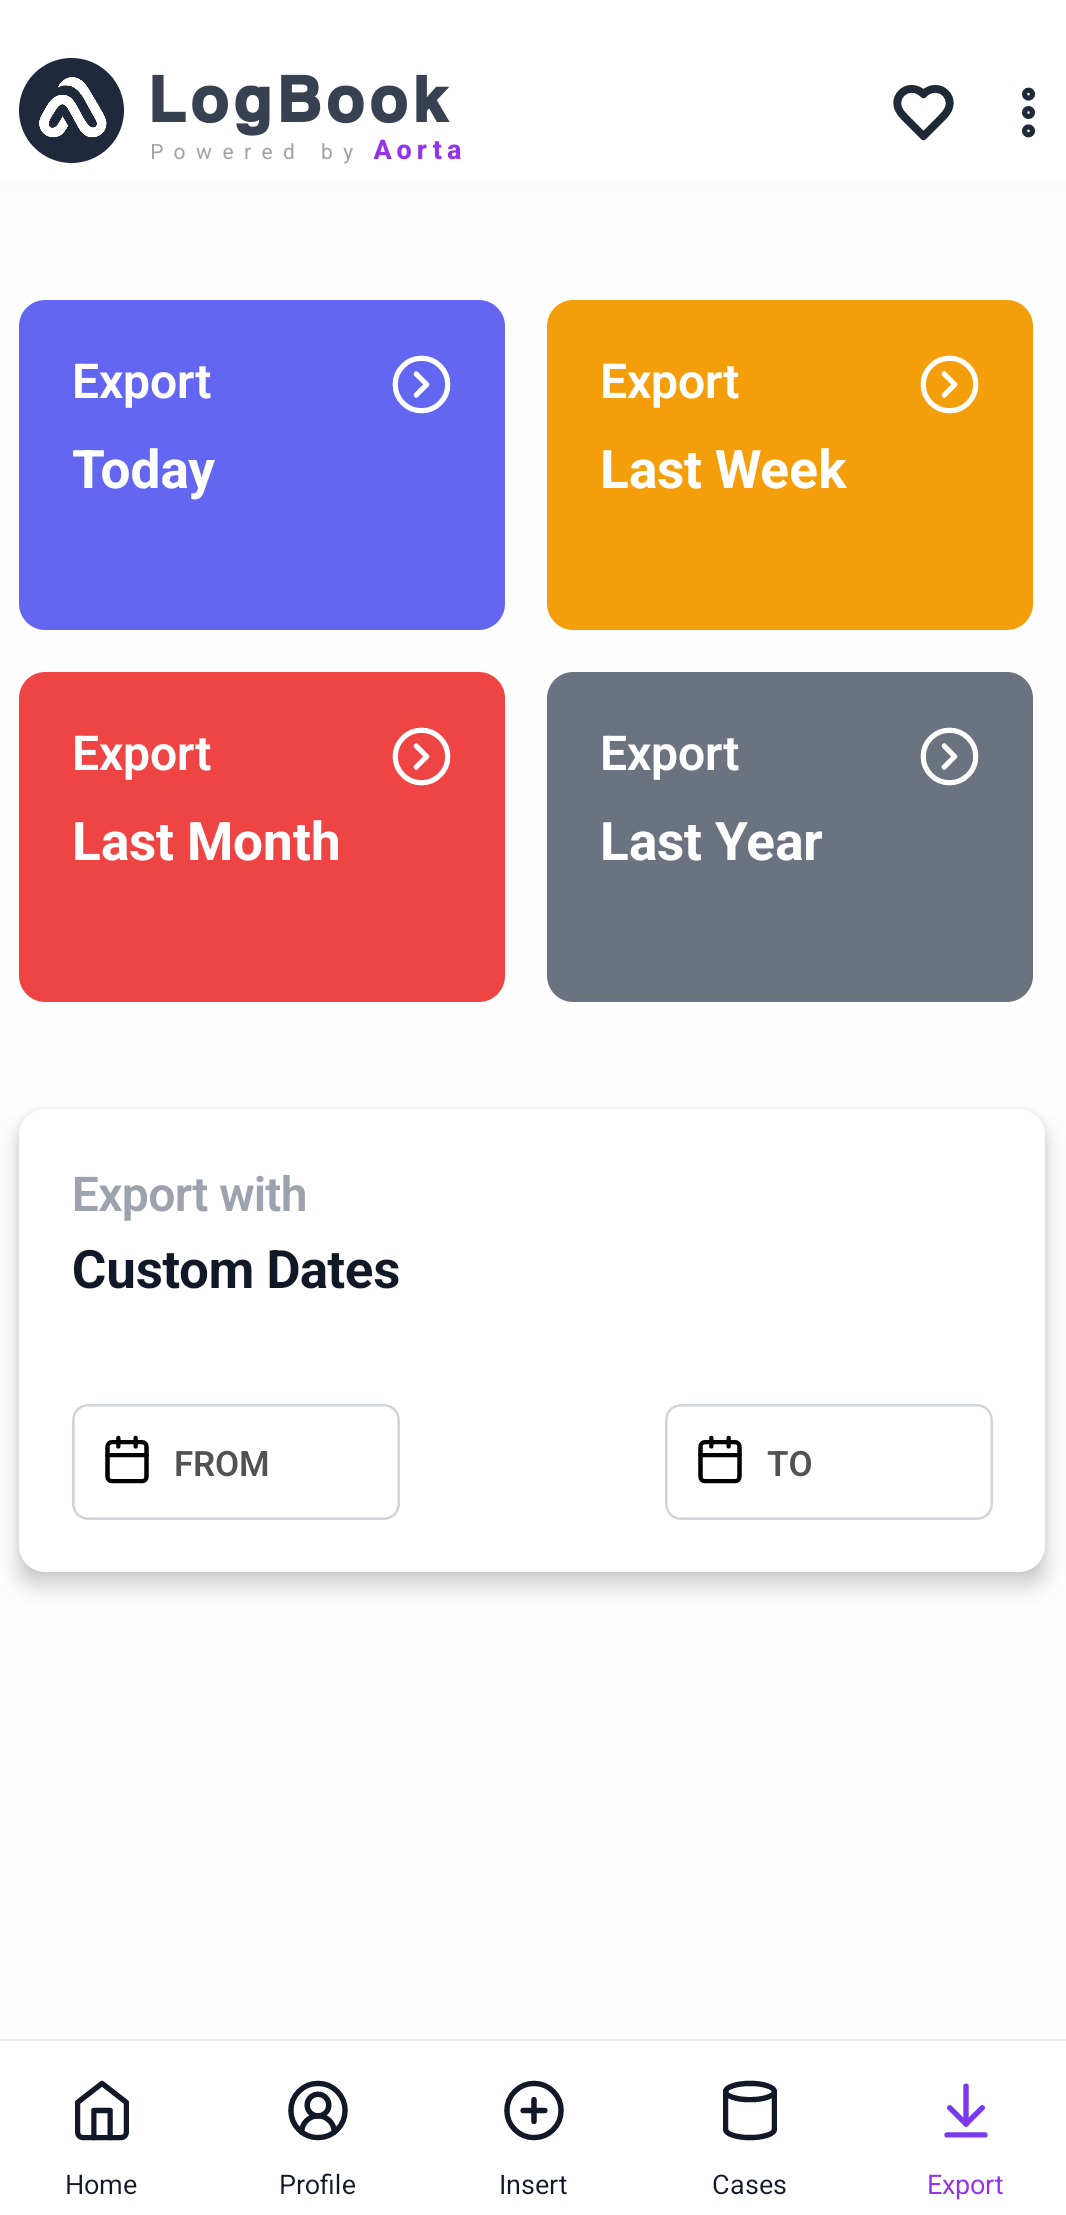 LogBook
Powered by Aorta
Export
Today
Export
Last Week
Export
Last Month
Export
Last Year
Export with
Custom Dates
FROM
TO
Home
Profile
Insert
Cases
Export